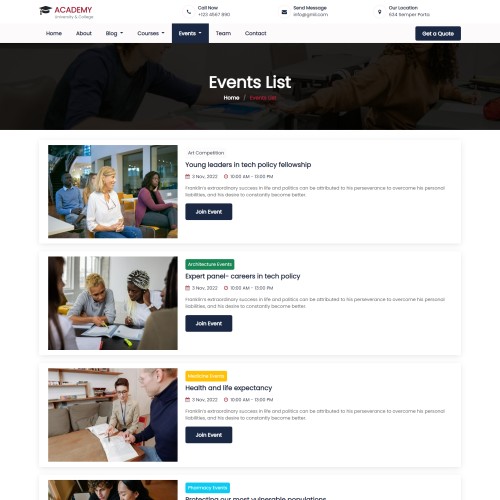 ACADEMY
University & College
Call Now
+123 4567 890
Send Message
Our Location
634 Semper Porta
Home
About
Blog
Courses
Events
Team
Contact
Get a Quote
Events List
Home / Events List
Art Competition
Young leaders in tech policy fellowship
3 Nov, 2022 10:00 AM - 13:00 PM
Franklin's extraordinary success in life and politics can be attributed to his perseverance to overcome his personal
liabilities, and his desire to constantly become better.
Join Event
Architecture Events
Expert panel- careers in tech policy
3 Nov, 2022 10:00 AM - 13:00 PM
Franklin's extraordinary success in life and politics can be attributed to his perseverance to overcome his personal
liabilities, and his desire to constantly become better.
Join Event
Medicine Events
Health and life expectancy
3 Nov, 2022 10:00 AM - 13:00 PM
Franklin's extraordinary success in life and politics can be attributed to his perseverance to overcome his personal
liabilities, and his desire to constantly become better.
Join Event
Pharmacy Events
Protecting our most vulnerable populations